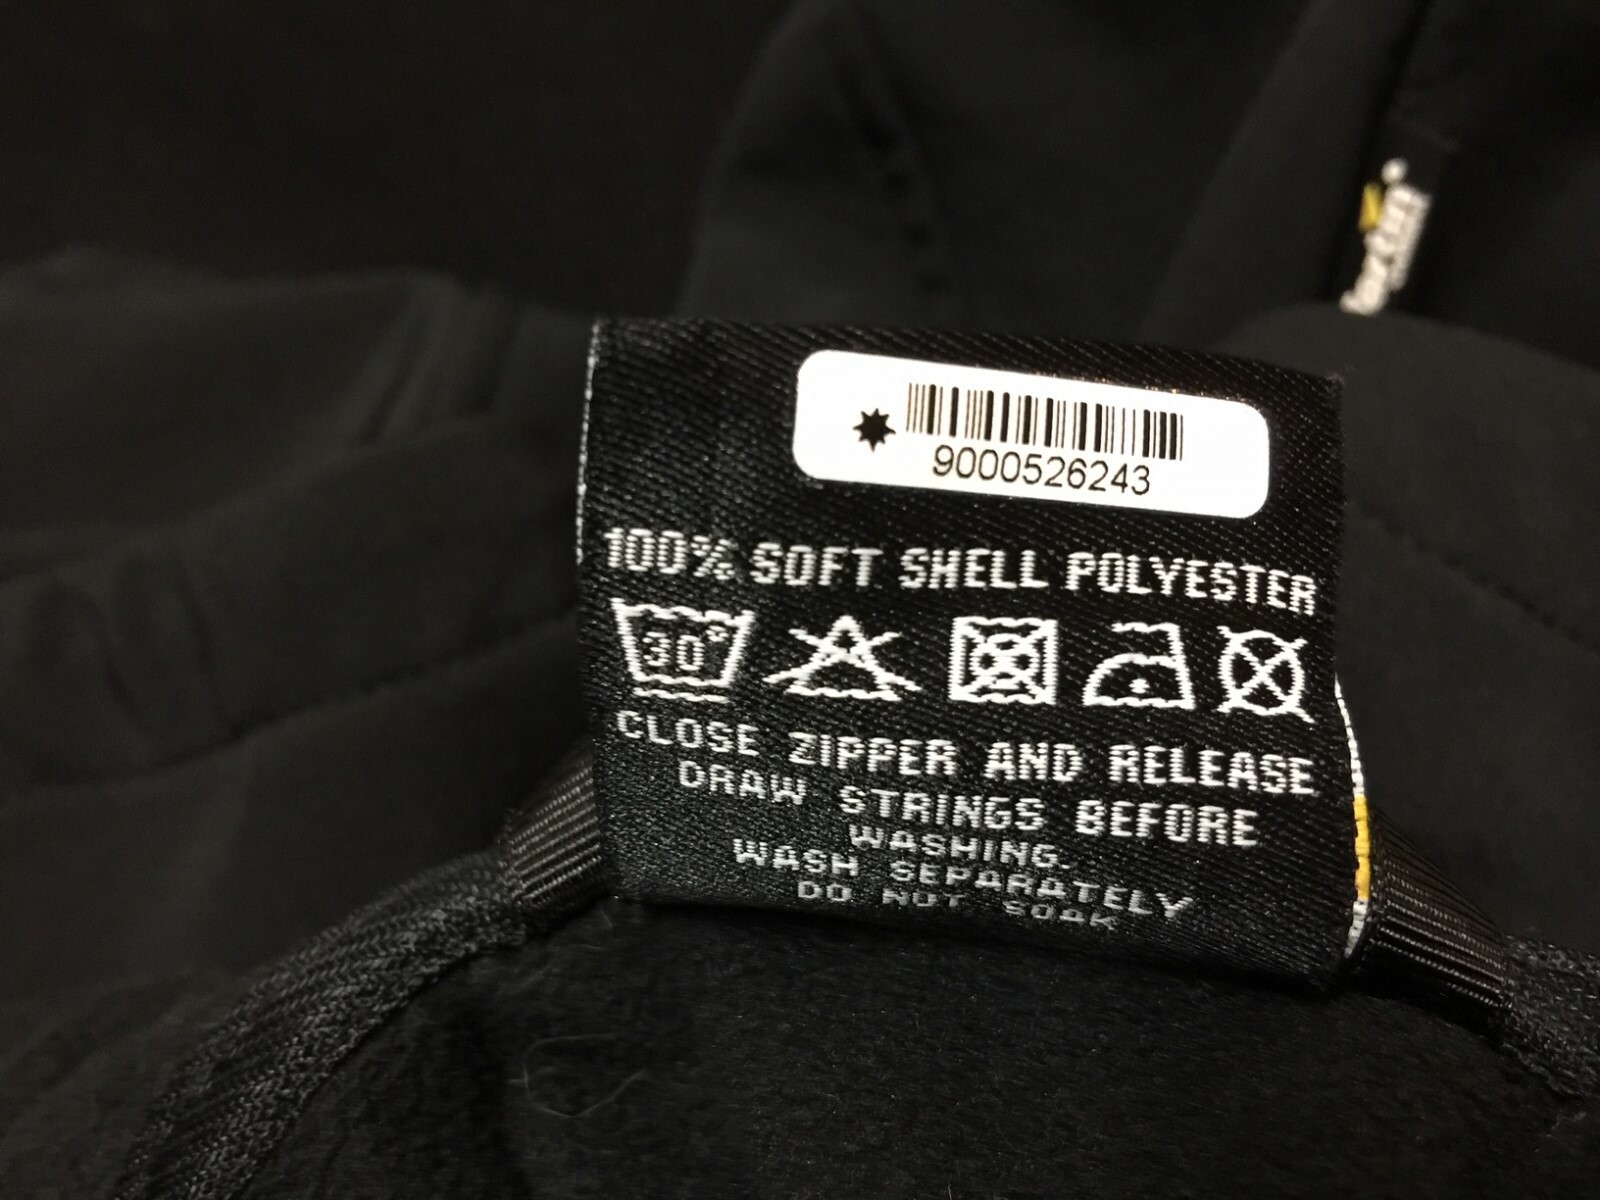 9000526243
100% SOFT SHELL POLYESTER
30°
CLOSE ZIPPER AND RELEASE
DRAW STRINGS BEFORE
WASHING.
WASH SEPARATELY
DO NOT SOAK